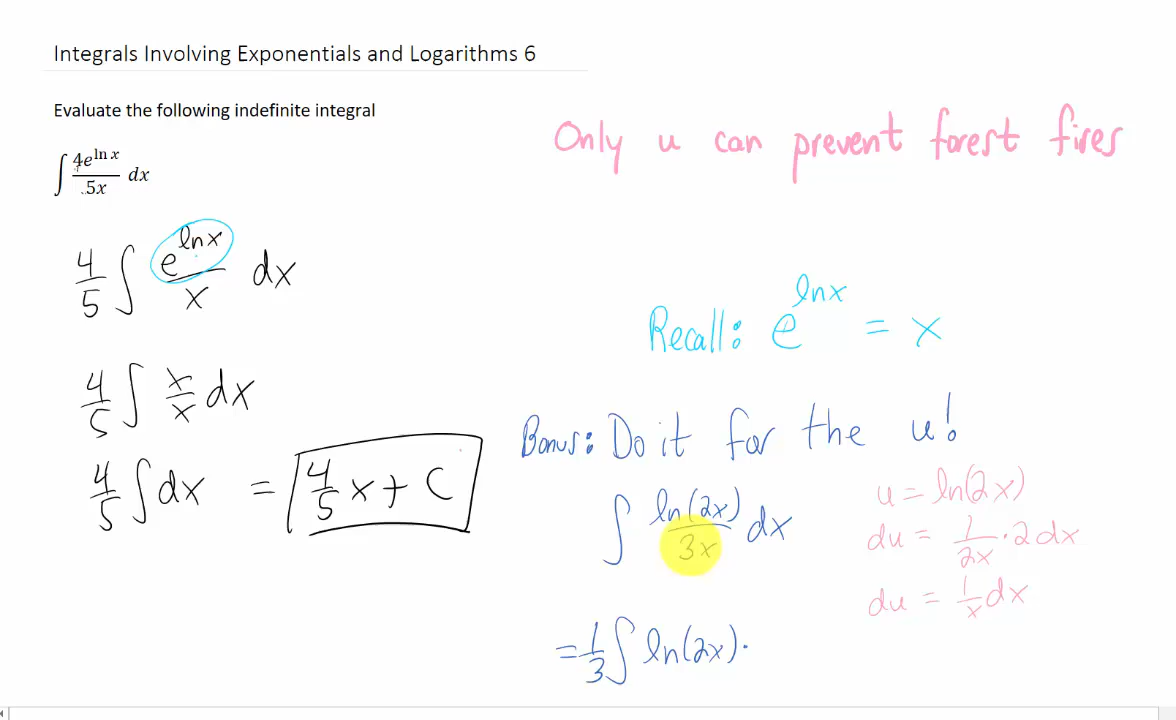 Integrals Involving Exponentials and Logarithms 6
Evaluate the following indefinite integral
∫ 4e^{ln x}/5x dx
Only u can prevent forest fires
4/5 ∫ e^{lnx}/x dx
Recall: e^{lnx} = x
4/5 ∫ x/x dx
4/5 ∫ dx = 4/5 x + C
Bonus: Do it for the u!
∫ ln(2x)/3x dx
u = ln(2x)
du = 1/2x · 2 dx
du = 1/x dx
= 1/3 ∫ ln(2x) ·